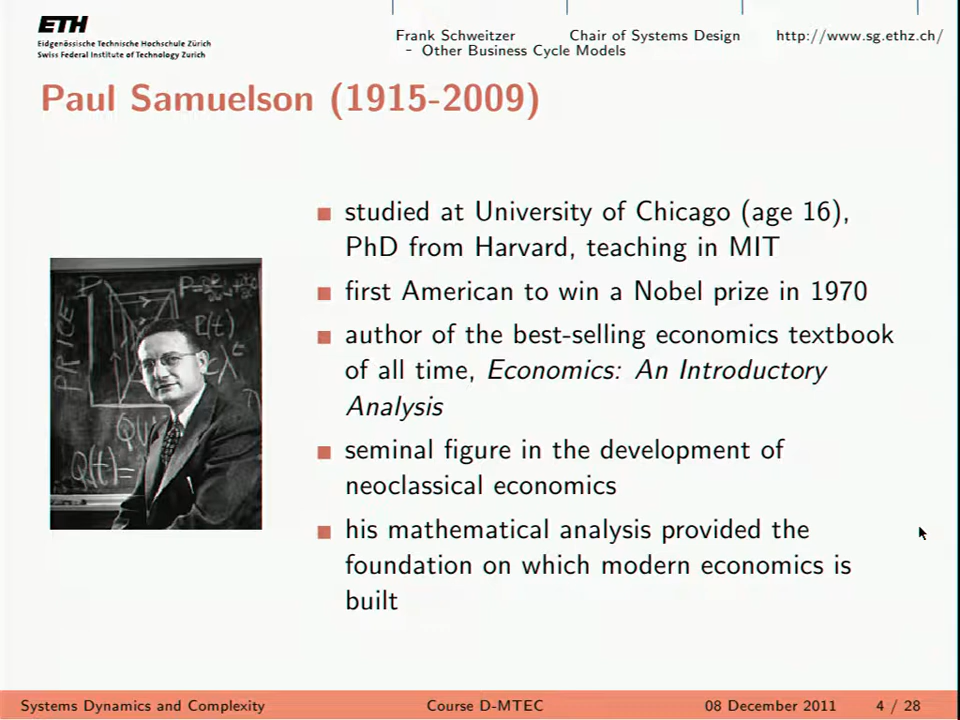 ETH
Eidgenössische Technische Hochschule Zürich
Swiss Federal Institute of Technology Zurich
Frank Schweitzer Chair of Systems Design http://www.sg.ethz.ch/
- Other Business Cycle Models
Paul Samuelson (1915-2009)
studied at University of Chicago (age 16),
PhD from Harvard, teaching in MIT
first American to win a Nobel prize in 1970
author of the best-selling economics textbook
of all time, Economics: An Introductory
Analysis
seminal figure in the development of
neoclassical economics
his mathematical analysis provided the
foundation on which modern economics is
built
PRICE
P(t)
QU
Q(t)=
Systems Dynamics and Complexity Course D-MTEC 08 December 2011 4 / 28